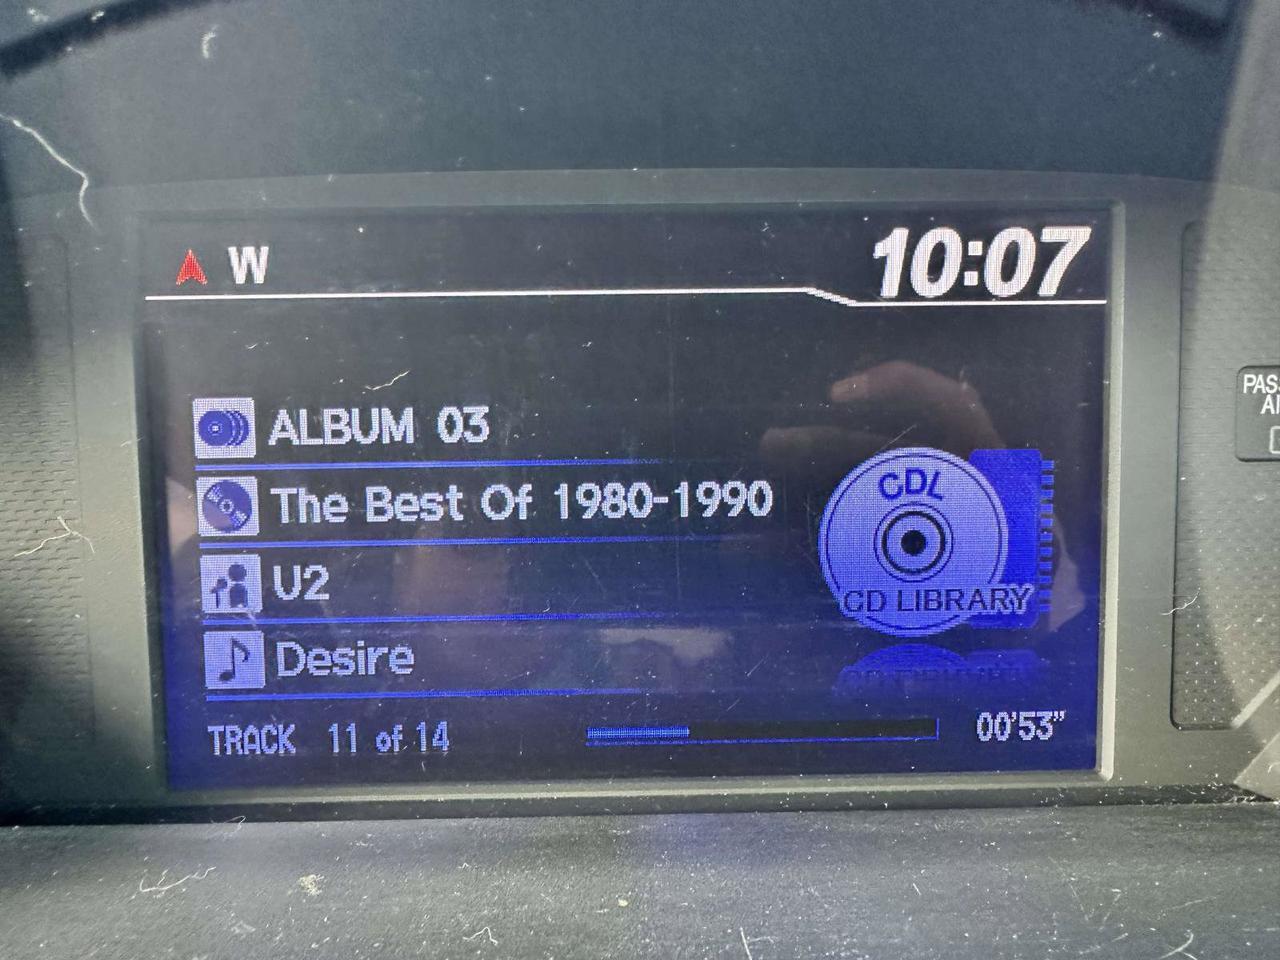 W
10:07
ALBUM 03
The Best Of 1980-1990
U2
Desire
CDL
CD LIBRARY
TRACK 11 of 14
00'53"